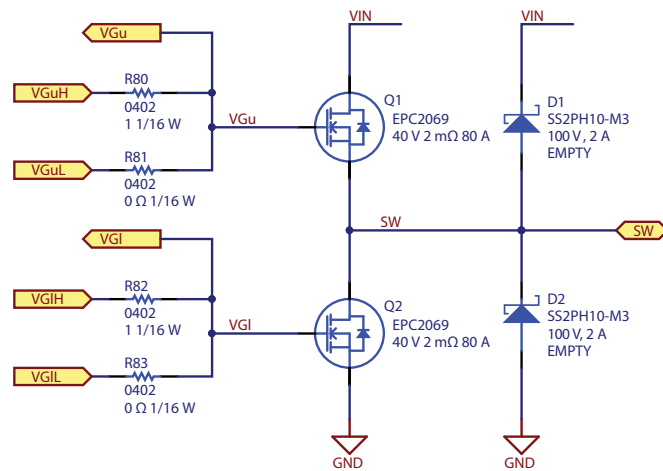 VIN
VIN
VGu
R80
0402
1 1/16 W
VGuH
VGu
R81
0402
0 Ω 1/16 W
VGuL
Q1
EPC2069
40 V 2 mΩ 80 A
D1
SS2PH10-M3
100 V, 2 A
EMPTY
SW
SW
VGl
R82
0402
1 1/16 W
VGlH
VGl
R83
0402
0 Ω 1/16 W
VGlL
Q2
EPC2069
40 V 2 mΩ 80 A
D2
SS2PH10-M3
100 V, 2 A
EMPTY
GND
GND